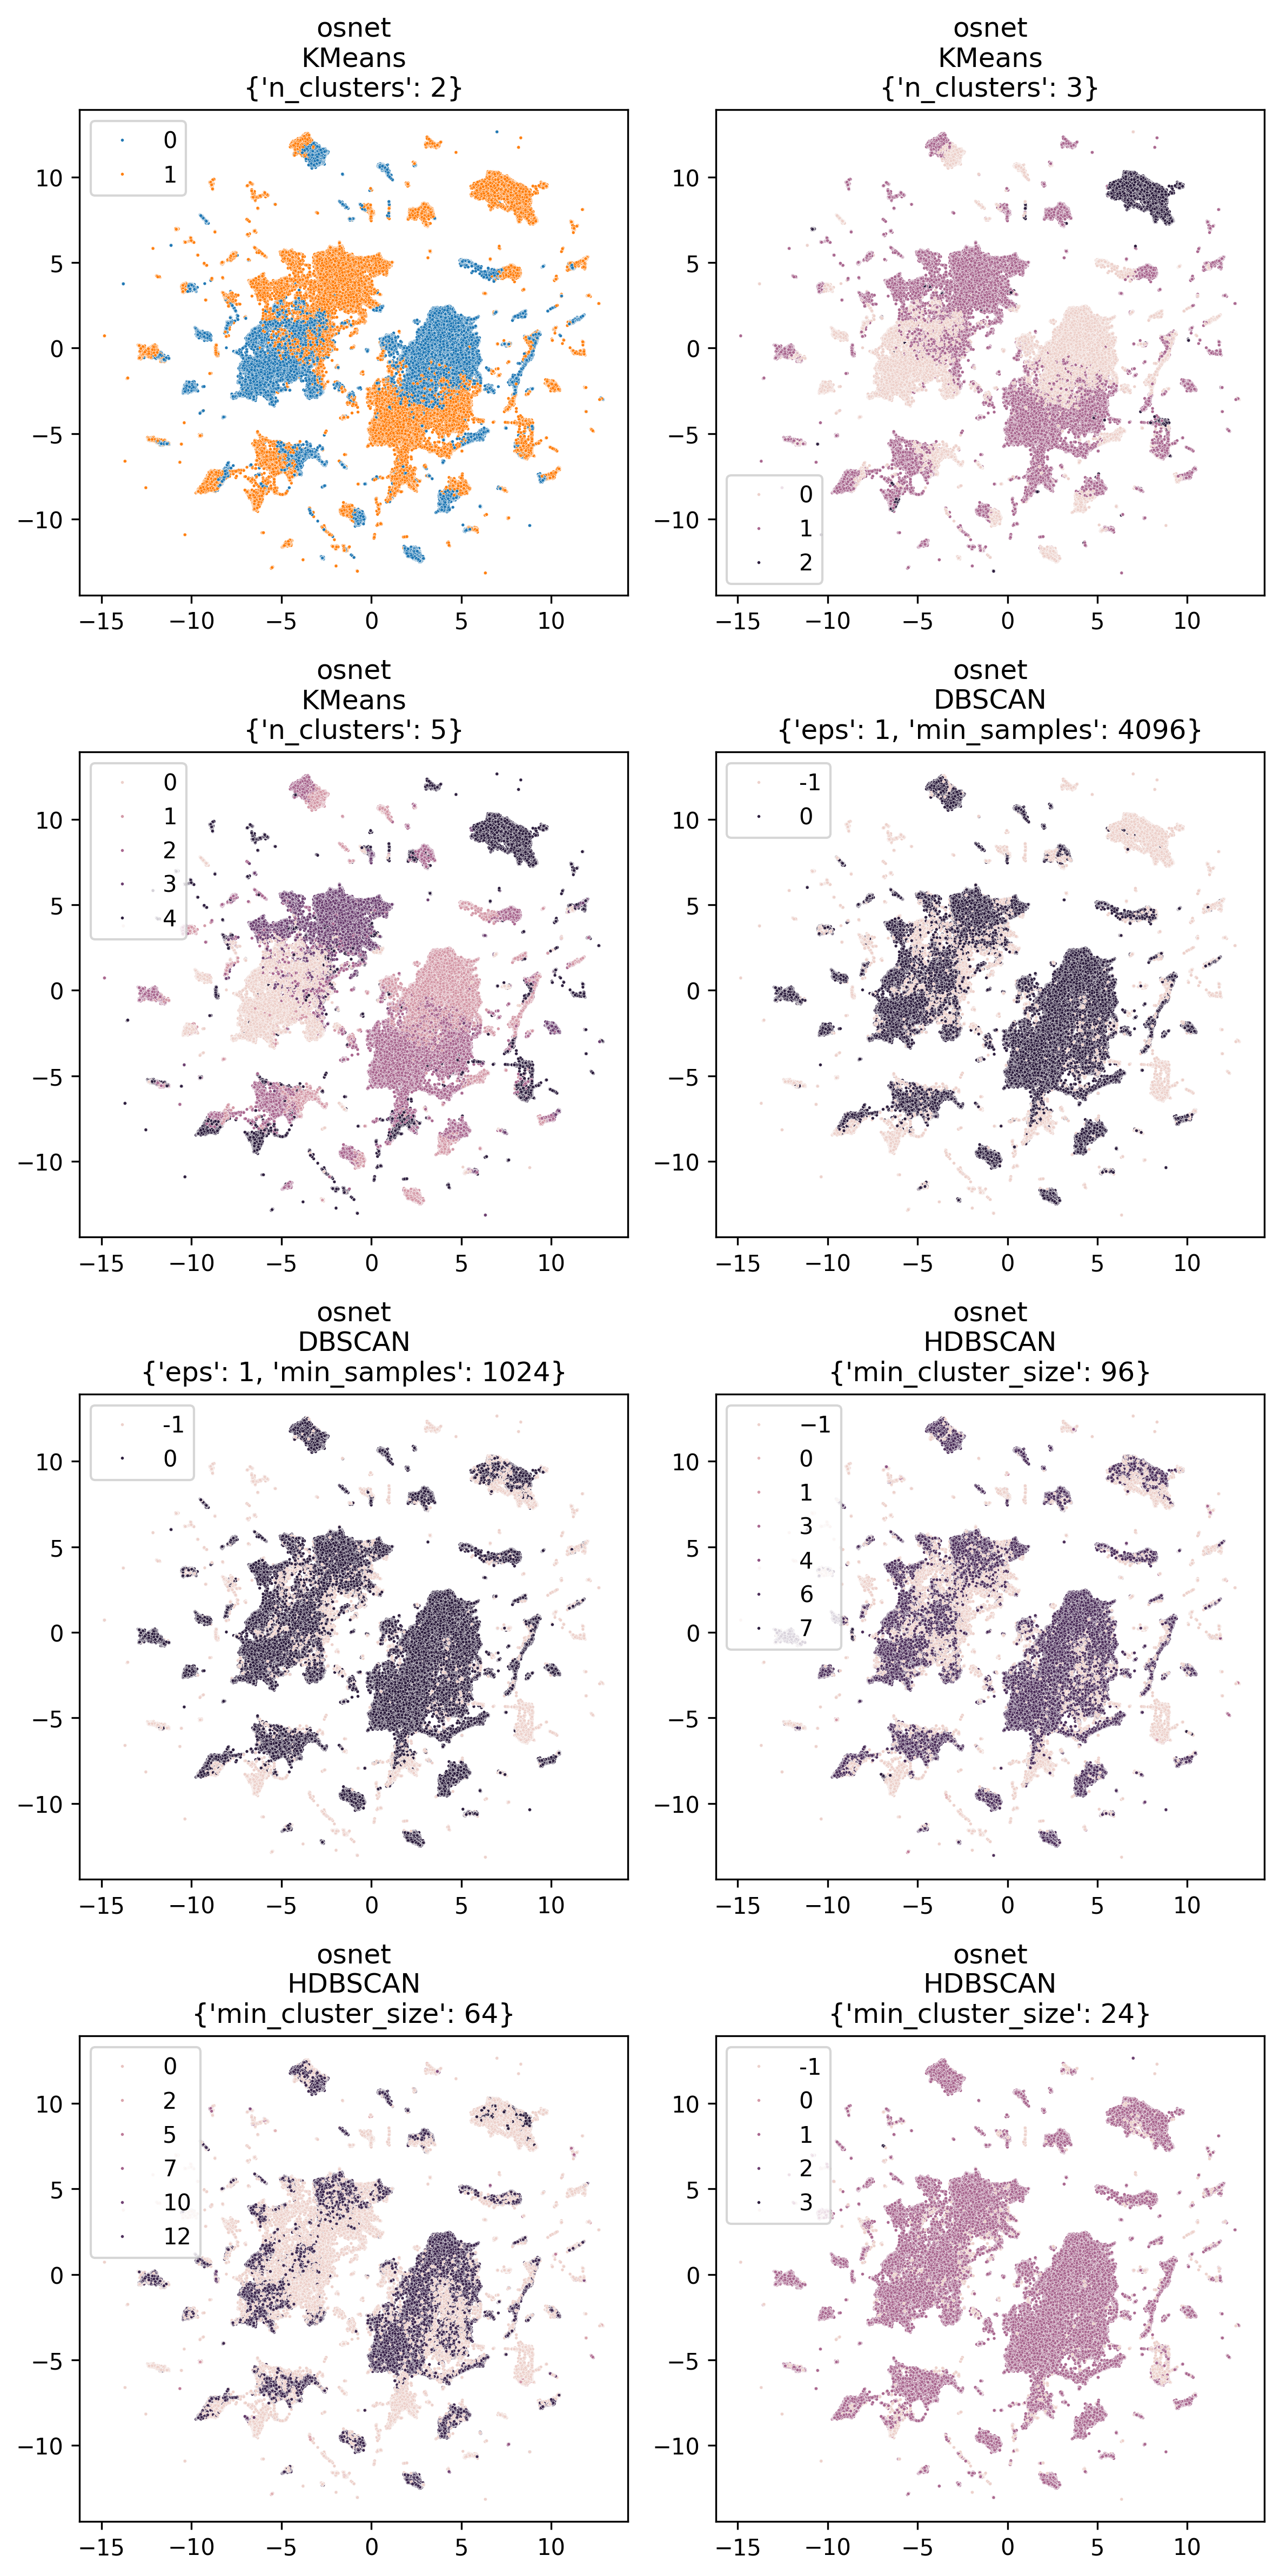 osnet
KMeans
{'n_clusters': 2}
0
1
10
5
0
−5
−10
−15 −10 −5 0 5 10
osnet
KMeans
{'n_clusters': 3}
0
1
2
10
5
0
−5
−10
−15 −10 −5 0 5 10
osnet
KMeans
{'n_clusters': 5}
0
1
2
3
4
10
5
0
−5
−10
−15 −10 −5 0 5 10
osnet
DBSCAN
{'eps': 1, 'min_samples': 4096}
-1
0
10
5
0
−5
−10
−15 −10 −5 0 5 10
osnet
DBSCAN
{'eps': 1, 'min_samples': 1024}
-1
0
10
5
0
−5
−10
−15 −10 −5 0 5 10
osnet
HDBSCAN
{'min_cluster_size': 96}
−1
0
1
3
4
6
7
10
5
0
−5
−10
−15 −10 −5 0 5 10
osnet
HDBSCAN
{'min_cluster_size': 64}
0
2
5
7
10
12
10
5
0
−5
−10
−15 −10 −5 0 5 10
osnet
HDBSCAN
{'min_cluster_size': 24}
-1
0
1
2
3
10
5
0
−5
−10
−15 −10 −5 0 5 10